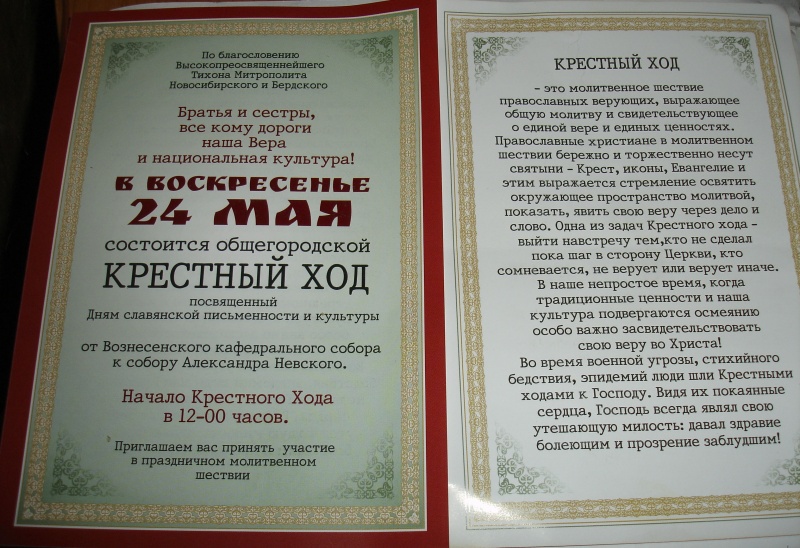 По благословению
Высокопреосвященнейшего
Тихона Митрополита
Новосибирского и Бердского
Братья и сестры,
все кому дороги
наша Вера
и национальная культура!
в воскресенье
24 мая
состоится общегородской
КРЕСТНЫЙ ХОД
посвященный
Дням славянской письменности и культуры
от Вознесенского кафедрального собора
к собору Александра Невского.
Начало Крестного Хода
в 12-00 часов.
Приглашаем вас принять участие
в праздничном молитвенном
шествии
КРЕСТНЫЙ ХОД
- это молитвенное шествие
православных верующих, выражающее
общую молитву и свидетельствующее
о единой вере и единых ценностях.
Православные христиане в молитвенном
шествии бережно и торжественно несут
святыни - Крест, иконы, Евангелие и
этим выражается стремление освятить
окружающее пространство молитвой,
показать, явить свою веру через дело и
слово. Одна из задач Крестного хода -
выйти навстречу тем,кто не сделал
пока шаг в сторону Церкви, кто
сомневается, не верует или верует иначе.
В наше непростое время, когда
традиционные ценности и наша
культура подвергаются осмеянию
особо важно засвидетельствовать
свою веру во Христа!
Во время военной угрозы, стихийного
бедствия, эпидемий люди шли Крестными
ходами к Господу. Видя их покаянные
сердца, Господь всегда являл свою
утешающую милость: давал здравие
болеющим и прозрение заблудшим!